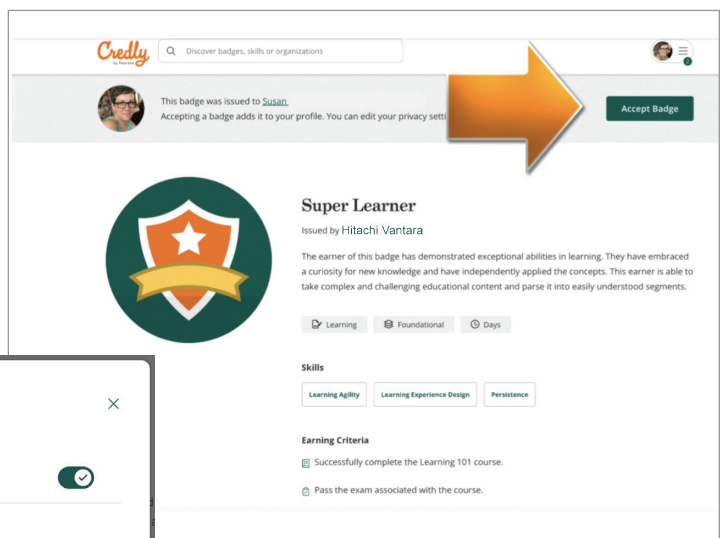 Credly
by Pearson
Discover badges, skills or organizations
2
This badge was issued to Susan
Accepting a badge adds it to your profile. You can edit your privacy setti
Accept Badge
Super Learner
Issued by Hitachi Vantara
The earner of this badge has demonstrated exceptional abilities in learning. They have embraced
a curiosity for new knowledge and have independently applied the concepts. This earner is able to
take complex and challenging educational content and parse it into easily understood segments.
Learning
Foundational
Days
Skills
Learning Agility
Learning Experience Design
Persistence
Earning Criteria
Successfully complete the Learning 101 course.
Pass the exam associated with the course.